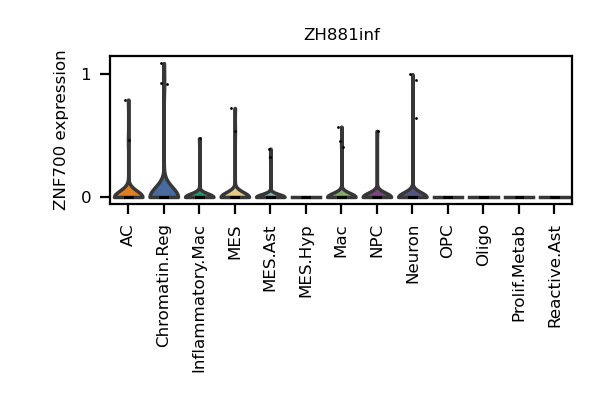 ZH881inf
ZNF700 expression
1
0
AC
Chromatin.Reg
Inflammatory.Mac
MES
MES.Ast
MES.Hyp
Mac
NPC
Neuron
OPC
Oligo
Prolif.Metab
Reactive.Ast